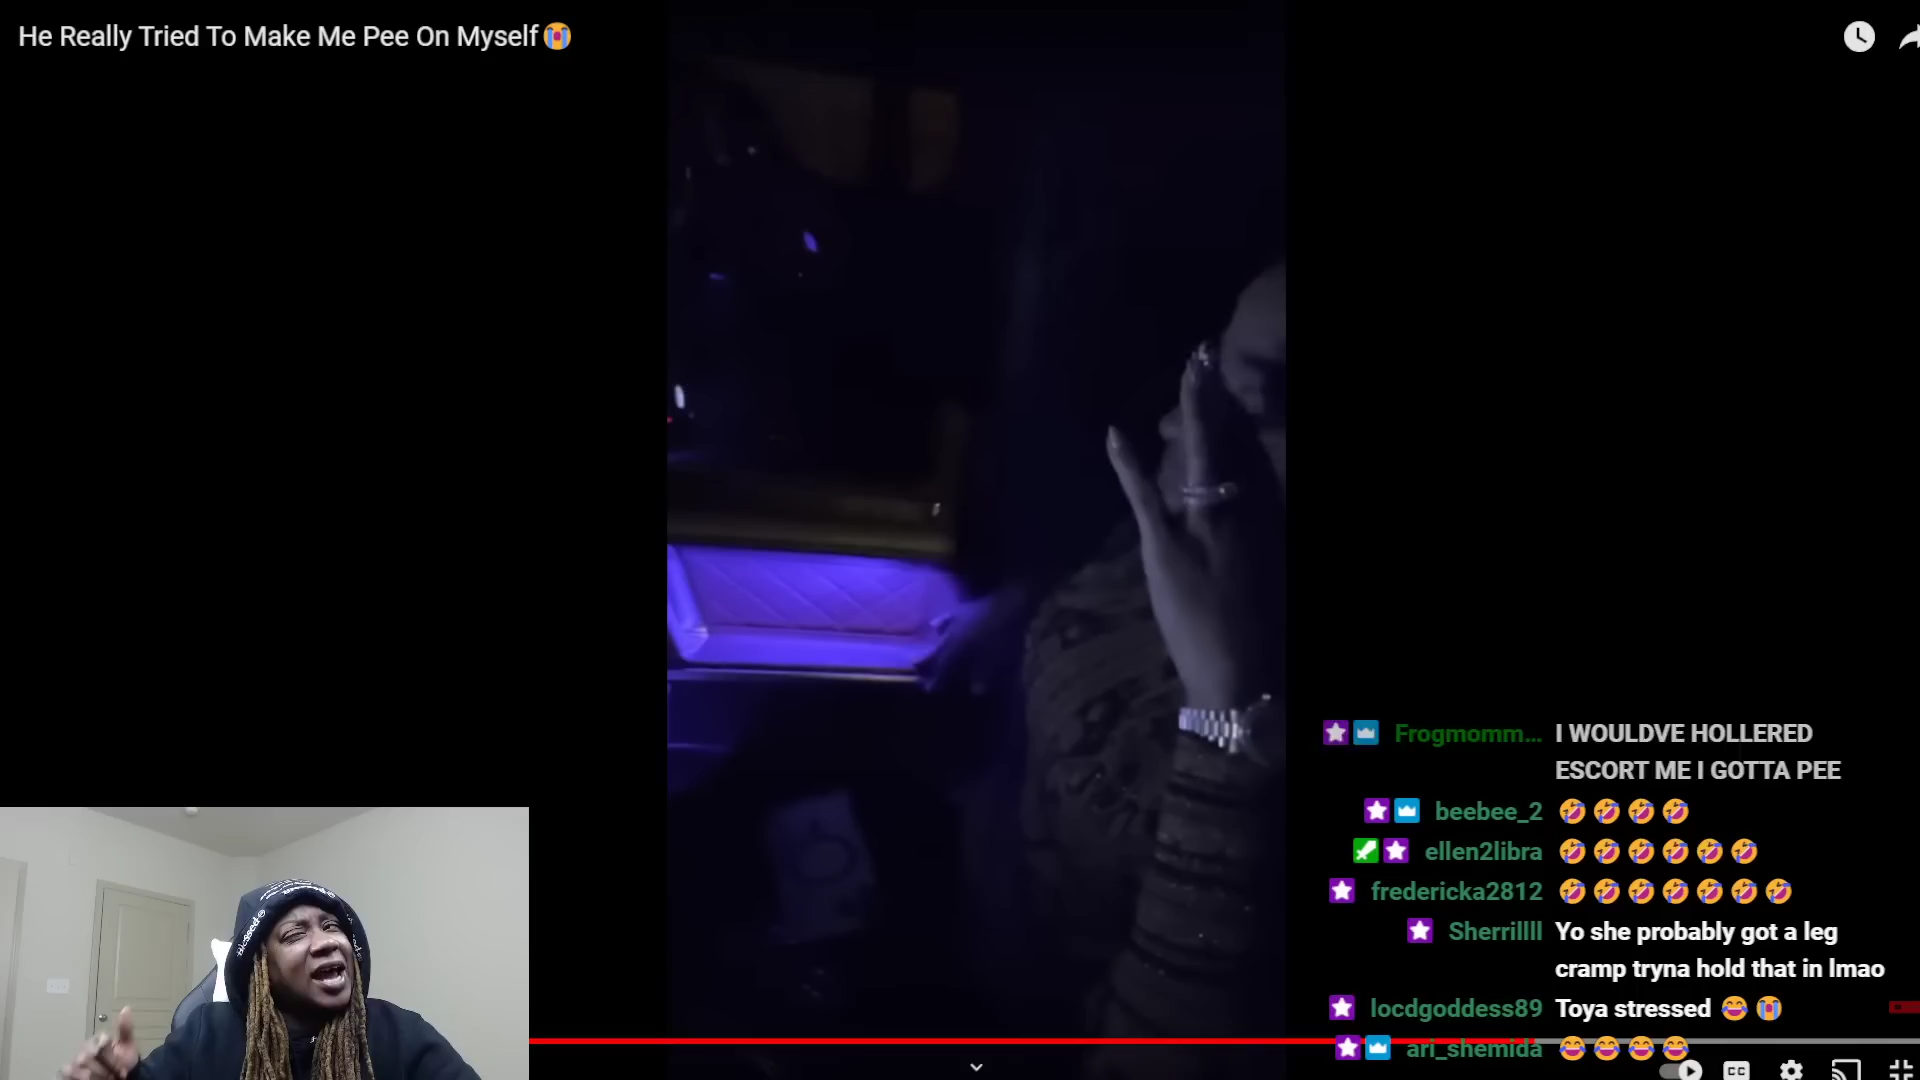 He Really Tried To Make Me Pee On Myself😭
Frogmomm... I WOULDVE HOLLERED
ESCORT ME I GOTTA PEE
beebee_2 🤣🤣🤣🤣
ellen2libra 🤣🤣🤣🤣🤣🤣
fredericka2812 🤣🤣🤣🤣🤣🤣🤣
Sherrillll Yo she probably got a leg
cramp tryna hold that in lmao
locdgoddess89 Toya stressed 😂😭
ari_shemida 😂😂😂😂
CC